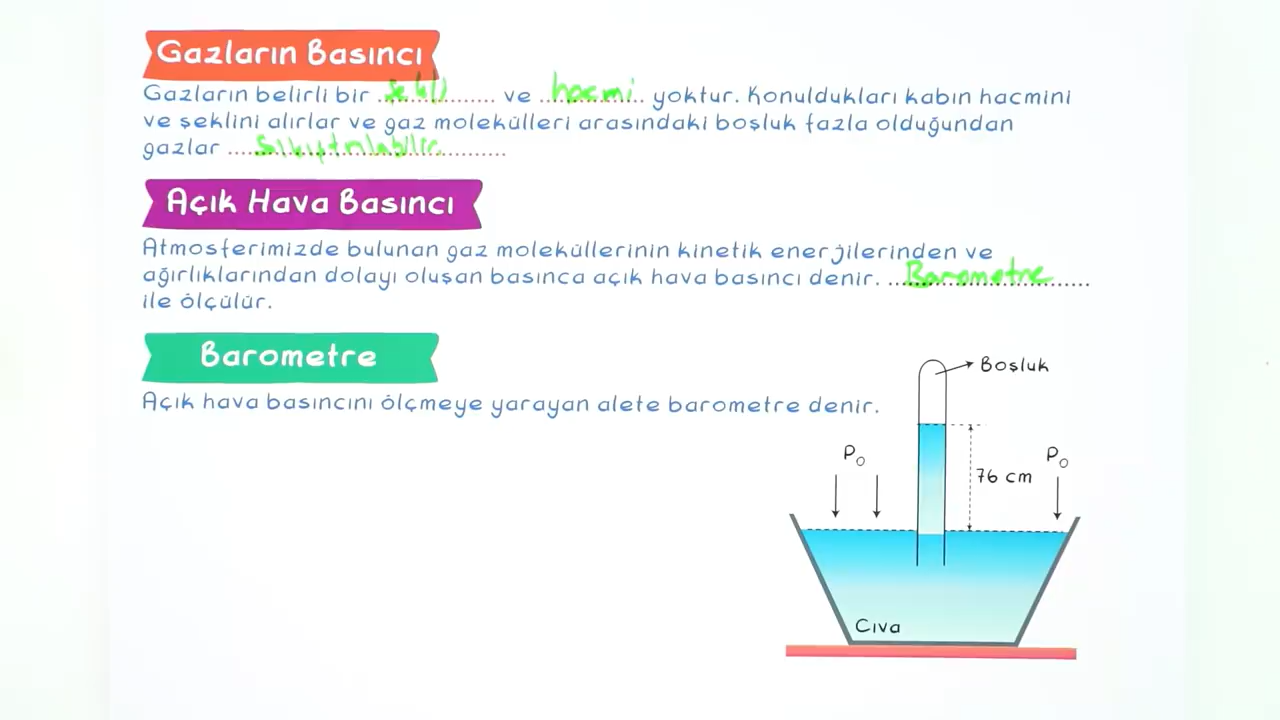 Gazların Basıncı
Gazların belirli bir şekli ve hacmi yoktur. Konuldukları kabın hacmini
ve şeklini alırlar ve gaz molekülleri arasındaki boşluk fazla olduğundan
gazlar sıkıştırılabilir.
Açık Hava Basıncı
Atmosferimizde bulunan gaz moleküllerinin kinetik enerjilerinden ve
ağırlıklarından dolayı oluşan basınca açık hava basıncı denir. Barometre
ile ölçülür.
Barometre
Açık hava basıncını ölçmeye yarayan alete barometre denir.
Boşluk
P0
P0
76 cm
Cıva